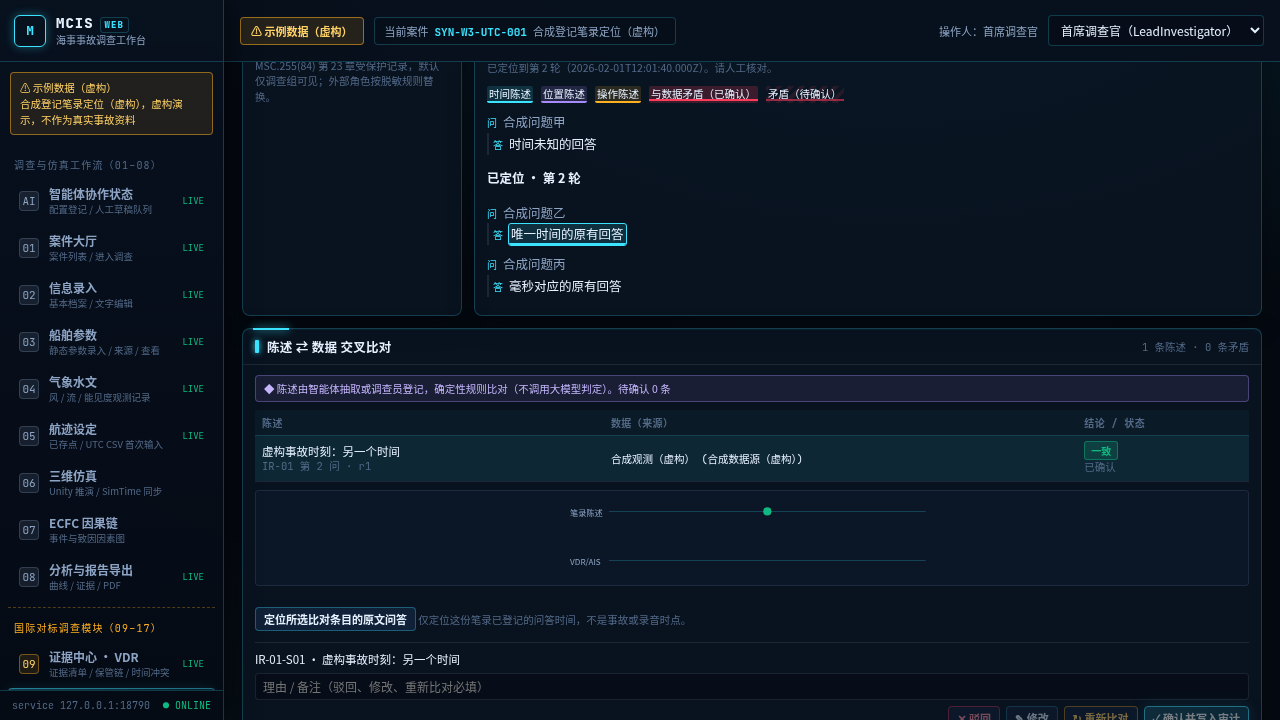 M
MCIS WEB
海事事故调查工作台
⚠ 示例数据（虚构）
合成登记笔录定位（虚构），虚构演
示，不作为真实事故资料
调查与仿真工作流（01-08）
AI 智能体协作状态 LIVE
配置登记 / 人工草稿队列
01 案件大厅 LIVE
案件列表 / 进入调查
02 信息录入 LIVE
基本档案 / 文字编辑
03 船舶参数 LIVE
静态参数录入 / 来源 / 查看
04 气象水文 LIVE
风 / 流 / 能见度观测记录
05 航迹设定 LIVE
已存点 / UTC CSV 首次输入
06 三维仿真
Unity 推演 / SimTime 同步
07 ECFC 因果链
事件与致因因素图
08 分析与报告导出 LIVE
曲线 / 证据 / PDF
国际对标调查模块（09-17）
09 证据中心 · VDR LIVE
证据清单 / 保管链 / 时间冲突
service 127.0.0.1:18790 ● ONLINE
⚠ 示例数据（虚构） 当前案件 SYN-W3-UTC-001 合成登记笔录定位（虚构） 操作人：首席调查官 首席调查官（LeadInvestigator）
MSC.255(84) 第 23 章受保护记录，默认
仅调查组可见；外部角色按脱敏规则替
换。
已定位到第 2 轮（2026-02-01T12:01:40.000Z）。请人工核对。
时间陈述 位置陈述 操作陈述 与数据矛盾（已确认） 矛盾（待确认）
问 合成问题甲
答 时间未知的回答
已定位 · 第 2 轮
问 合成问题乙
答 唯一时间的原有回答
问 合成问题丙
答 毫秒对应的原有回答
陈述 ⇄ 数据 交叉比对 1 条陈述 · 0 条矛盾
◆ 陈述由智能体抽取或调查员登记，确定性规则比对（不调用大模型判定）。待确认 0 条
陈述 数据（来源） 结论 / 状态
虚构事故时刻：另一个时间 合成观测（虚构）（合成数据源（虚构）） 一致
IR-01 第 2 问 · r1 已确认
笔录陈述
VDR/AIS
定位所选比对条目的原文问答 仅定位这份笔录已登记的问答时间，不是事故或录音时点。
IR-01-S01 · 虚构事故时刻：另一个时间
理由 / 备注（驳回、修改、重新比对必填）
✕ 驳回 ✎ 修改 ↻ 重新比对 ✓ 确认并写入审计